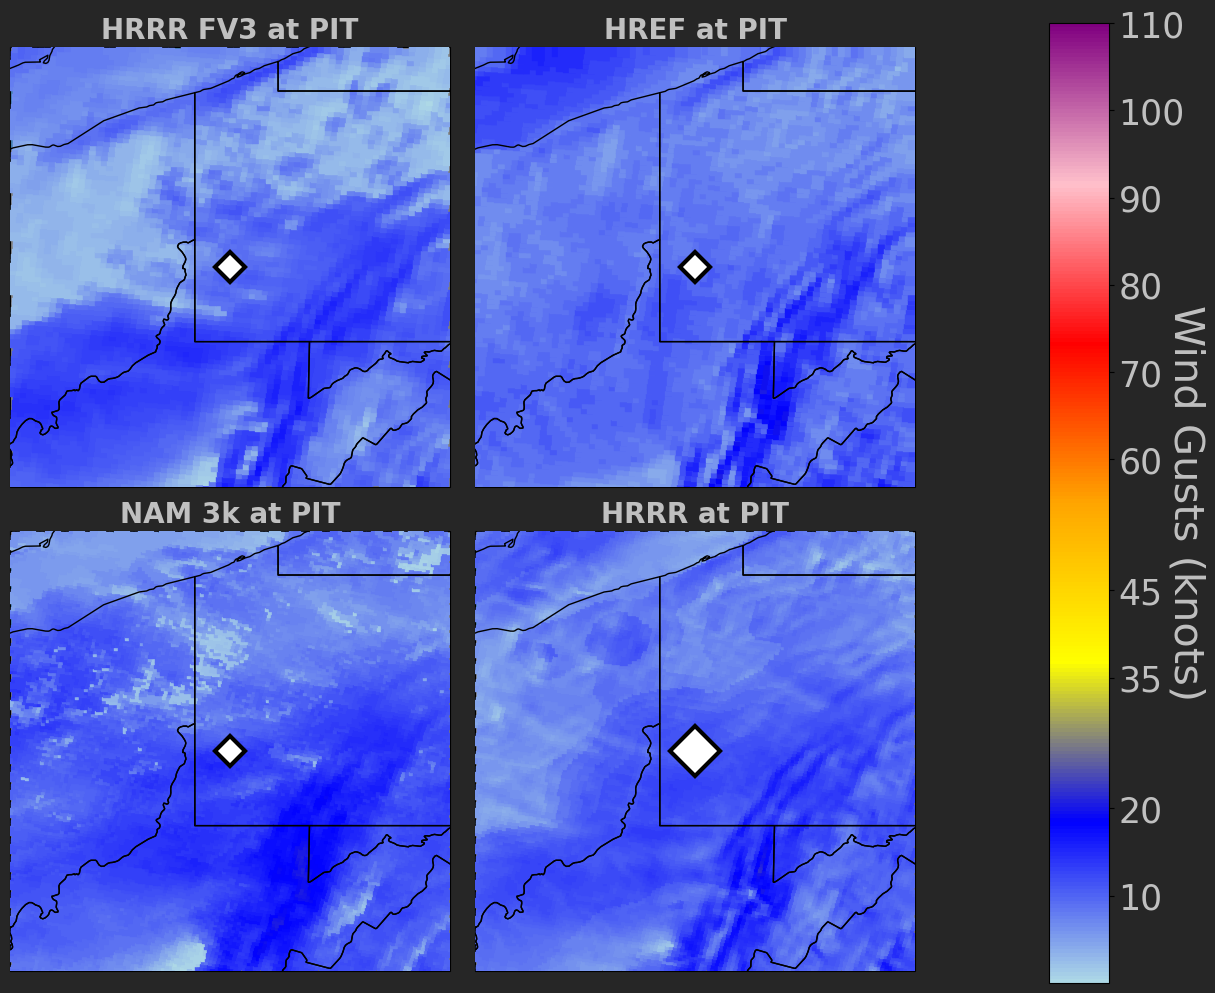 HRRR FV3 at PIT
HREF at PIT
NAM 3k at PIT
HRRR at PIT
110
100
90
80
70
60
45
35
20
10
Wind Gusts (knots)